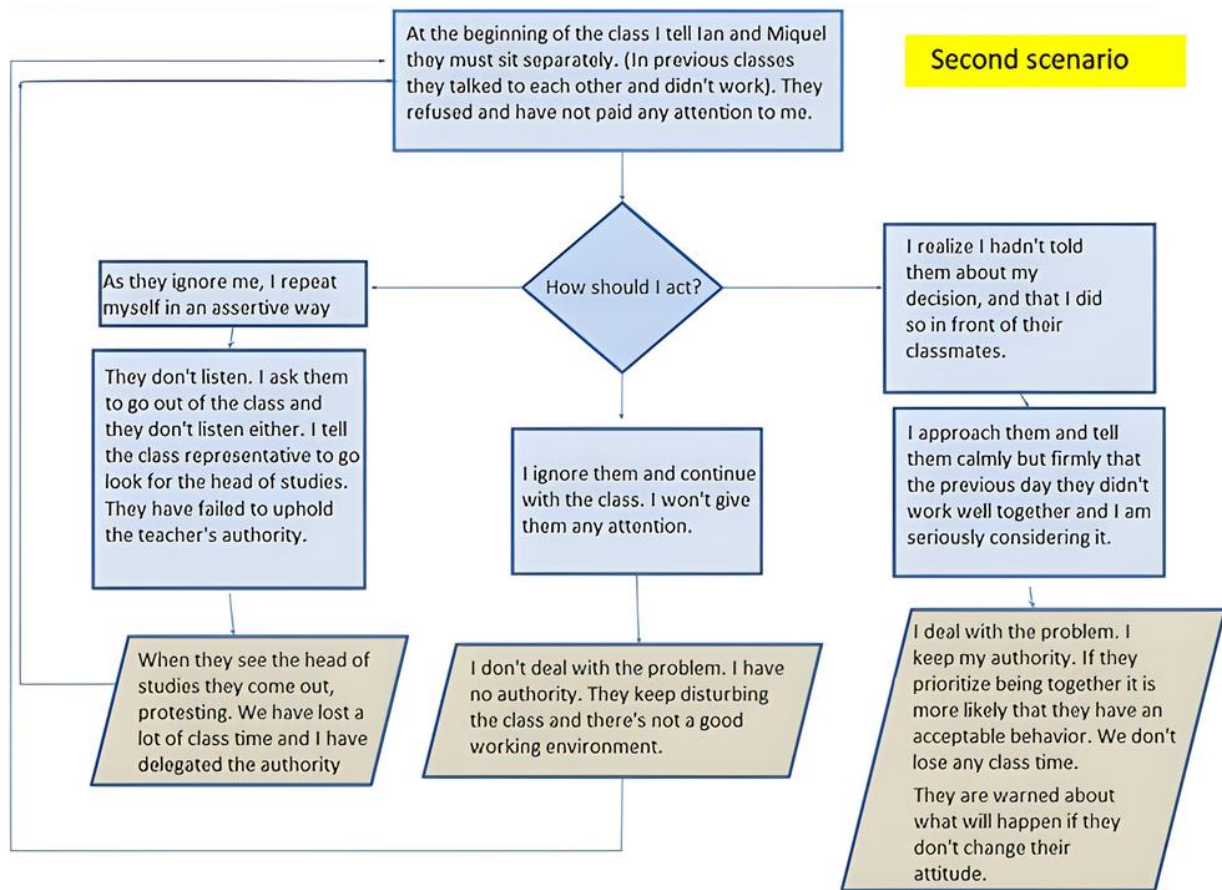 At the beginning of the class I tell Ian and Miquel
they must sit separately. (In previous classes
they talked to each other and didn't work). They
refused and have not paid any attention to me.
Second scenario
How should I act?
As they ignore me, I repeat
myself in an assertive way
They don't listen. I ask them
to go out of the class and
they don't listen either. I tell
the class representative to go
look for the head of studies.
They have failed to uphold
the teacher's authority.
When they see the head of
studies they come out,
protesting. We have lost a
lot of class time and I have
delegated the authority
I ignore them and continue
with the class. I won't give
them any attention.
I don't deal with the problem. I have
no authority. They keep disturbing
the class and there's not a good
working environment.
I realize I hadn't told
them about my
decision, and that I did
so in front of their
classmates.
I approach them and tell
them calmly but firmly that
the previous day they didn't
work well together and I am
seriously considering it.
I deal with the problem. I
keep my authority. If they
prioritize being together it is
more likely that they have an
acceptable behavior. We don't
lose any class time.
They are warned about
what will happen if they
don't change their
attitude.